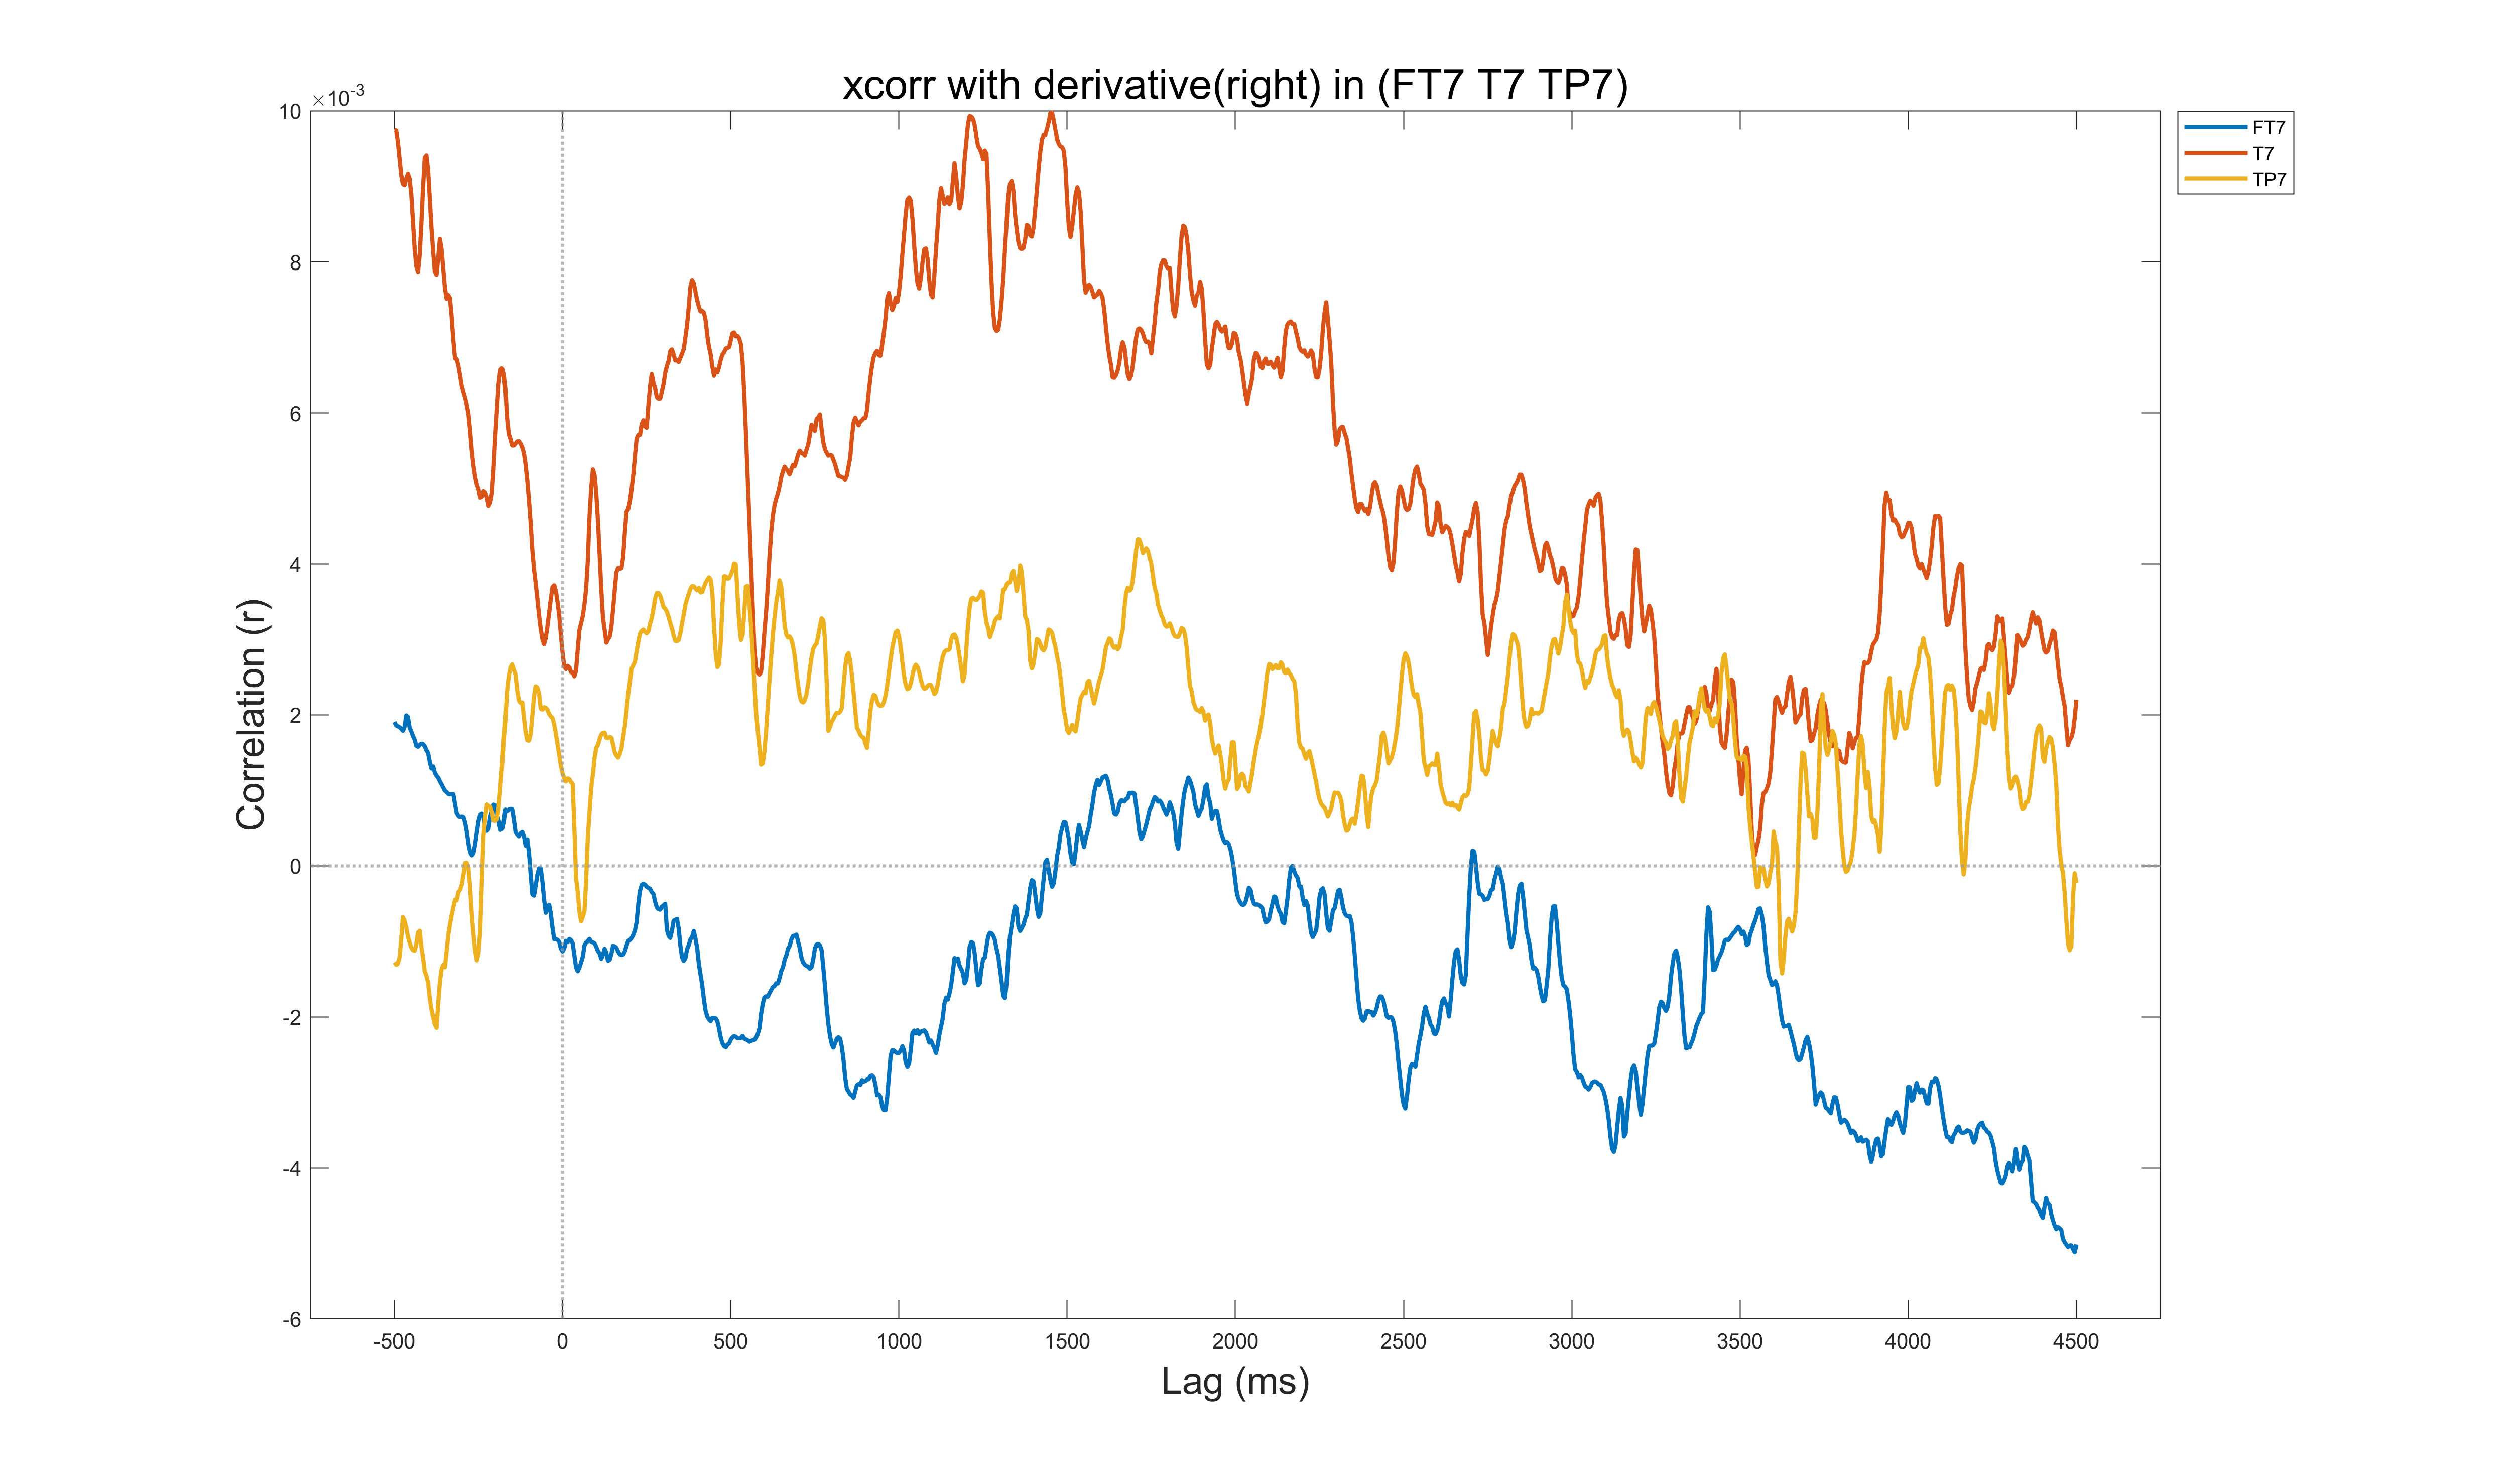 xcorr with derivative(right) in (FT7 T7 TP7)
×10-3
10
8
6
4
2
0
-2
-4
-6
Correlation (r)
-500 0 500 1000 1500 2000 2500 3000 3500 4000 4500
Lag (ms)
FT7
T7
TP7